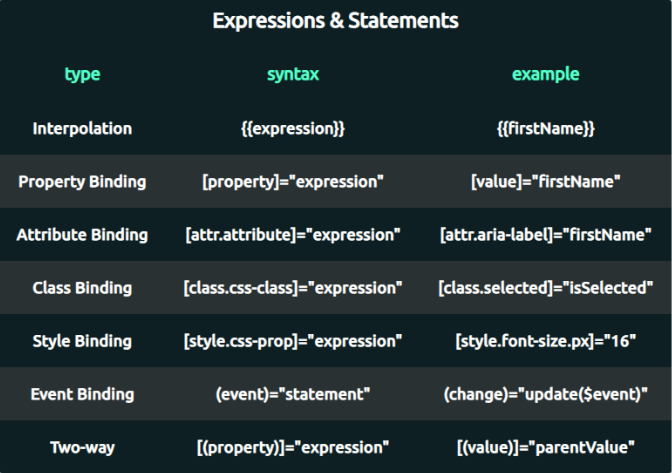 Expressions & Statements
type syntax example
Interpolation {{expression}} {{firstName}}
Property Binding [property]="expression" [value]="firstName"
Attribute Binding [attr.attribute]="expression" [attr.aria-label]="firstName"
Class Binding [class.css-class]="expression" [class.selected]="isSelected"
Style Binding [style.css-prop]="expression" [style.font-size.px]="16"
Event Binding (event)="statement" (change)="update($event)"
Two-way [(property)]="expression" [(value)]="parentValue"